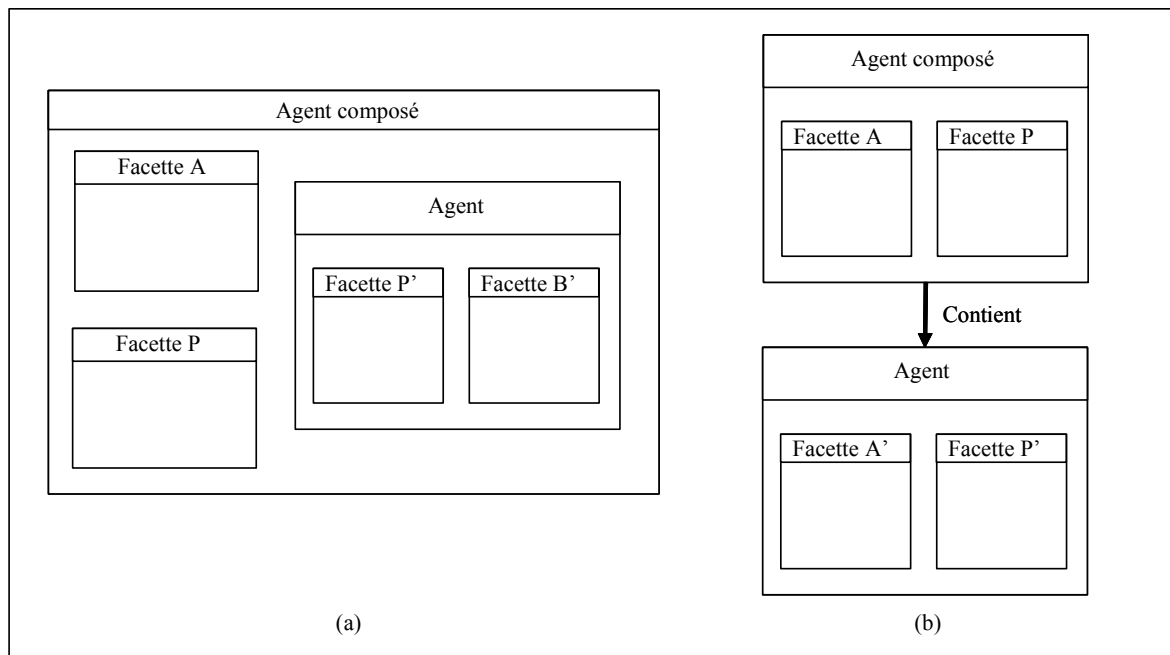 Agent composé
Facette A
Agent
Facette P’
Facette B’
Facette P
(a)
Agent composé
Facette A
Facette P
Contient
Agent
Facette A’
Facette P’
(b)